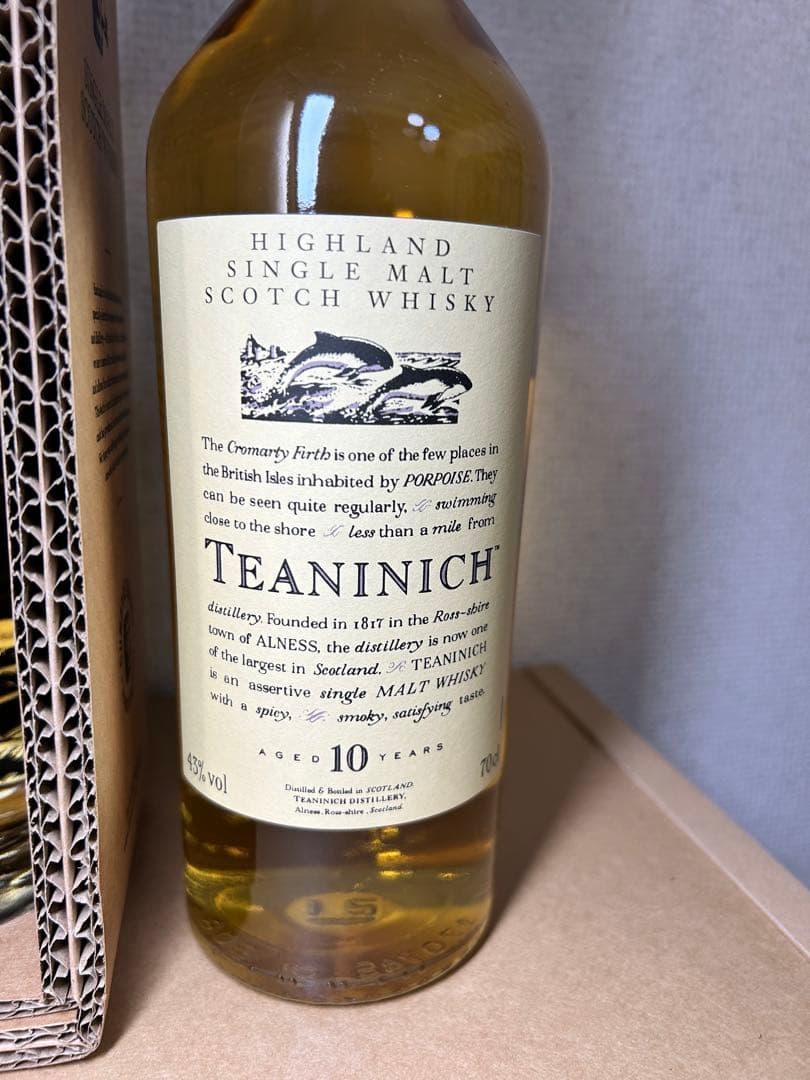 HIGHLAND
SINGLE MALT
SCOTCH WHISKY
The Cromarty Firth is one of the few places in
the British Isles inhabited by PORPOISE. They
can be seen quite regularly, swimming
close to the shore less than a mile from
TEANINICH™
distillery. Founded in 1817 in the Ross-shire
town of ALNESS, the distillery is now one
of the largest in Scotland. TEANINICH
is an assertive single MALT WHISKY
with a spicy, smoky, satisfying taste.
AGED 10 YEARS
43% vol
70cl
Distilled & Bottled in SCOTLAND.
TEANINICH DISTILLERY,
Alness, Ross-shire, Scotland.